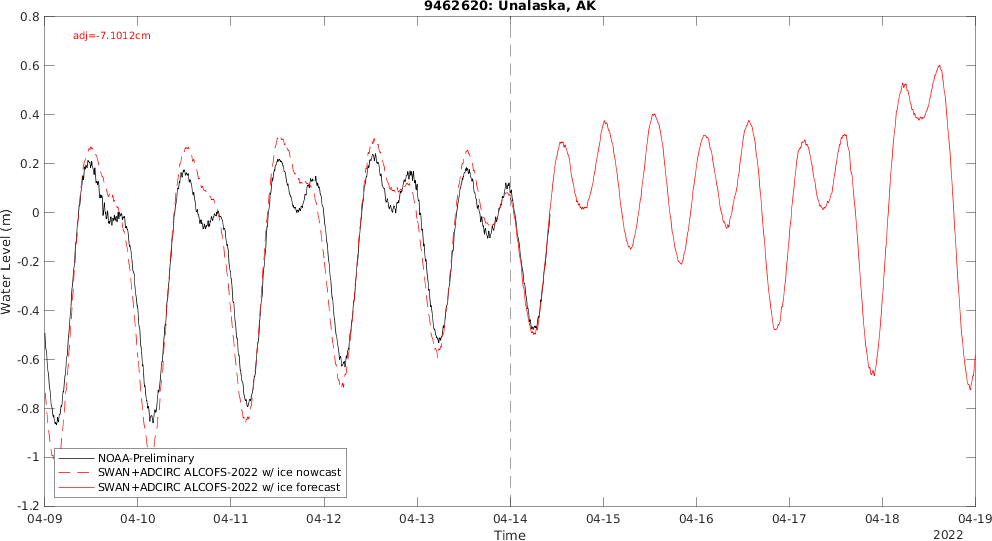 9462620: Unalaska, AK
adj=-7.1012cm
0.8
0.6
0.4
0.2
0
-0.2
-0.4
-0.6
-0.8
-1
-1.2
Water Level (m)
NOAA-Preliminary
SWAN+ADCIRC ALCOFS-2022 w/ ice nowcast
SWAN+ADCIRC ALCOFS-2022 w/ ice forecast
04-09 04-10 04-11 04-12 04-13 04-14 04-15 04-16 04-17 04-18 04-19
Time
2022